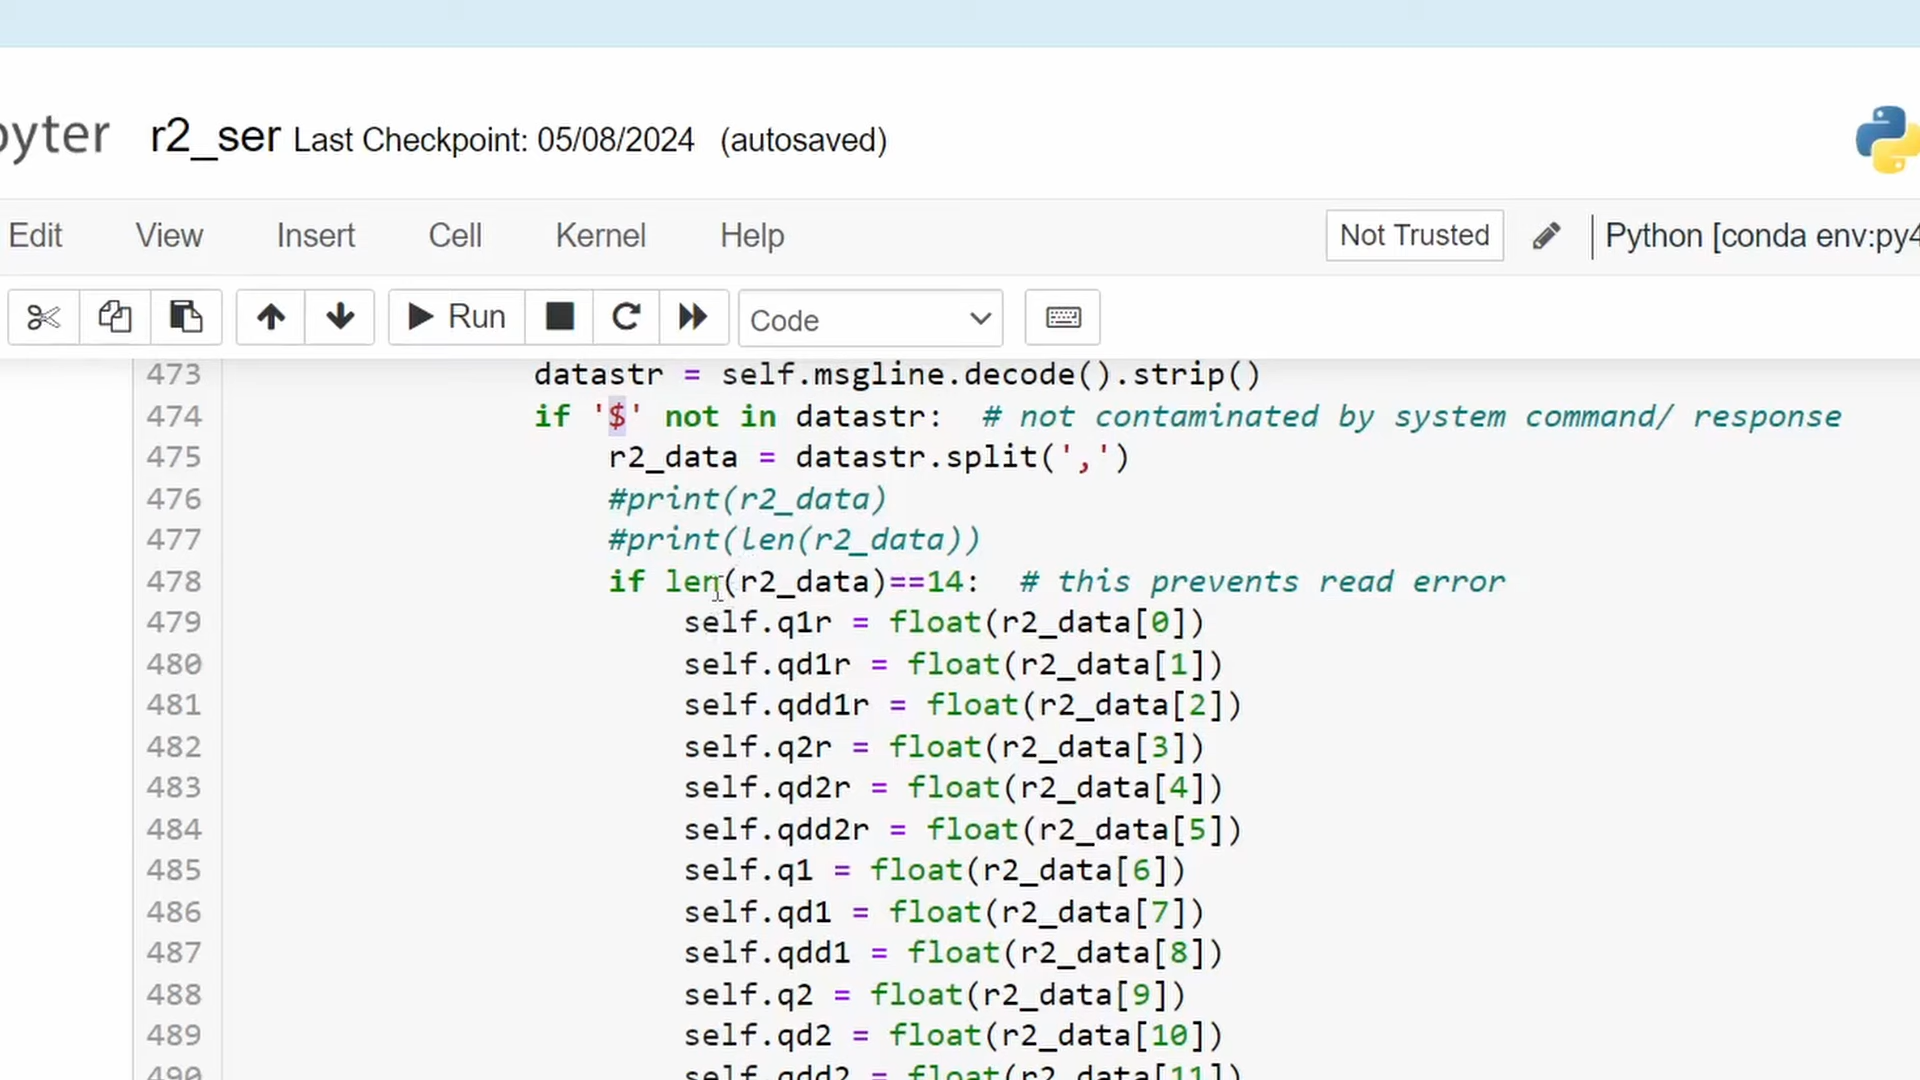 pyter r2_ser Last Checkpoint: 05/08/2024 (autosaved)
Edit View Insert Cell Kernel Help Not Trusted Python [conda env:py4
Run Code
473 datastr = self.msgline.decode().strip()
474 if '$' not in datastr: # not contaminated by system command/ response
475 r2_data = datastr.split(',')
476 #print(r2_data)
477 #print(len(r2_data))
478 if len(r2_data)==14: # this prevents read error
479 self.q1r = float(r2_data[0])
480 self.qd1r = float(r2_data[1])
481 self.qdd1r = float(r2_data[2])
482 self.q2r = float(r2_data[3])
483 self.qd2r = float(r2_data[4])
484 self.qdd2r = float(r2_data[5])
485 self.q1 = float(r2_data[6])
486 self.qd1 = float(r2_data[7])
487 self.qdd1 = float(r2_data[8])
488 self.q2 = float(r2_data[9])
489 self.qd2 = float(r2_data[10])
490 self.qdd2 = float(r2_data[11])